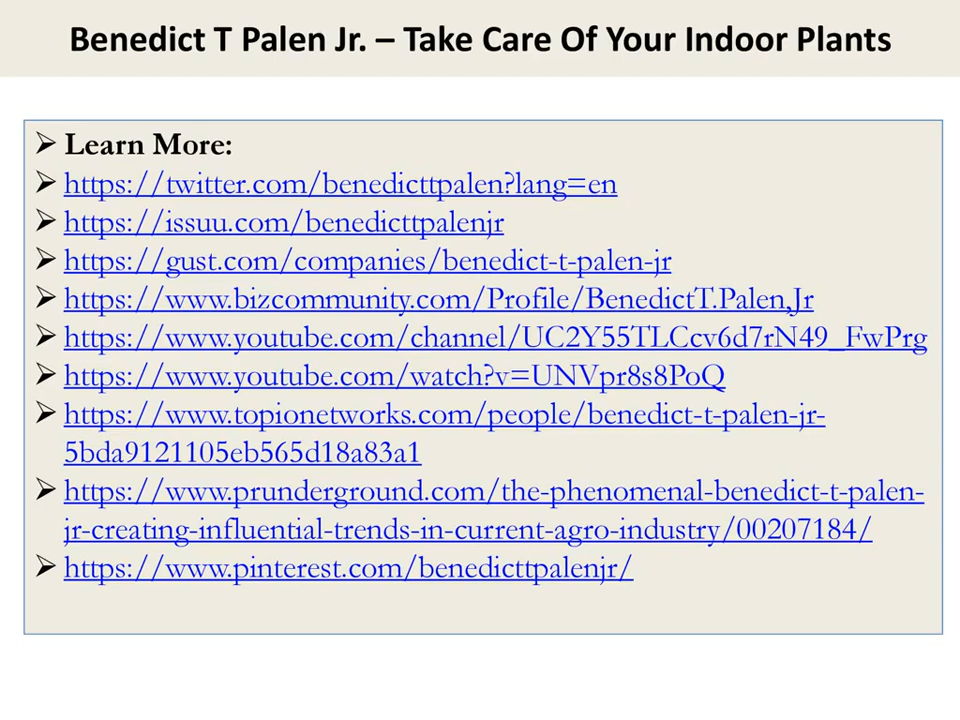 Benedict T Palen Jr. – Take Care Of Your Indoor Plants
➢ Learn More:
➢ https://twitter.com/benedicttpalen?lang=en
➢ https://issuu.com/benedicttpalenjr
➢ https://gust.com/companies/benedict-t-palen-jr
➢ https://www.bizcommunity.com/Profile/BenedictT.Palen,Jr
➢ https://www.youtube.com/channel/UC2Y55TLCcv6d7rN49_FwPrg
➢ https://www.youtube.com/watch?v=UNVpr8s8PoQ
➢ https://www.topionetworks.com/people/benedict-t-palen-jr-
5bda9121105eb565d18a83a1
➢ https://www.prunderground.com/the-phenomenal-benedict-t-palen-
jr-creating-influential-trends-in-current-agro-industry/00207184/
➢ https://www.pinterest.com/benedicttpalenjr/